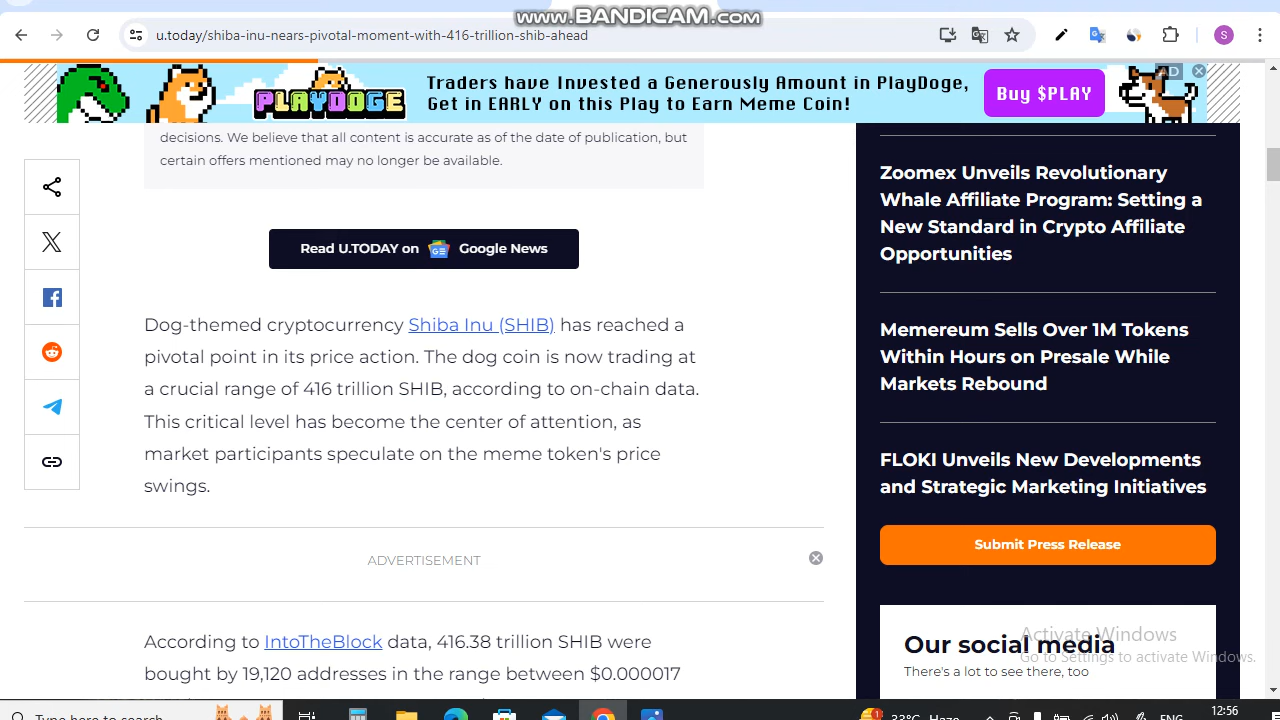 www.BANDICAM.com
u.today/shiba-inu-nears-pivotal-moment-with-416-trillion-shib-ahead
S
PLAYDOGE
Traders have Invested a Generously Amount in PlayDoge,
Get in EARLY on this Play to Earn Meme Coin!
Buy $PLAY
AD
decisions. We believe that all content is accurate as of the date of publication, but
certain offers mentioned may no longer be available.
Read U.TODAY on GE Google News
Dog-themed cryptocurrency Shiba Inu (SHIB) has reached a
pivotal point in its price action. The dog coin is now trading at
a crucial range of 416 trillion SHIB, according to on-chain data.
This critical level has become the center of attention, as
market participants speculate on the meme token's price
swings.
ADVERTISEMENT
According to IntoTheBlock data, 416.38 trillion SHIB were
bought by 19,120 addresses in the range between $0.000017
Zoomex Unveils Revolutionary
Whale Affiliate Program: Setting a
New Standard in Crypto Affiliate
Opportunities
Memereum Sells Over 1M Tokens
Within Hours on Presale While
Markets Rebound
FLOKI Unveils New Developments
and Strategic Marketing Initiatives
Submit Press Release
Our social media
There's a lot to see there, too
Activate Windows
Go to Settings to activate Windows.
Type here to search
1
33°C Haze
ENG
12:56